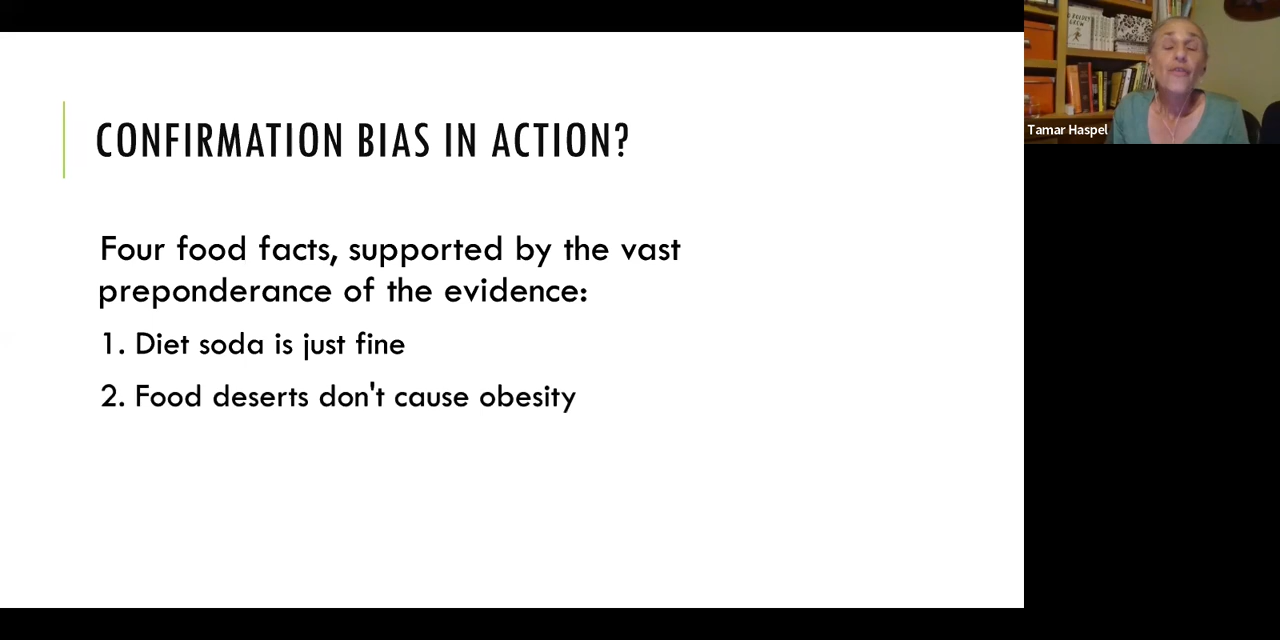 CONFIRMATION BIAS IN ACTION?
Four food facts, supported by the vast
preponderance of the evidence:
1. Diet soda is just fine
2. Food deserts don't cause obesity
Tamar Haspel